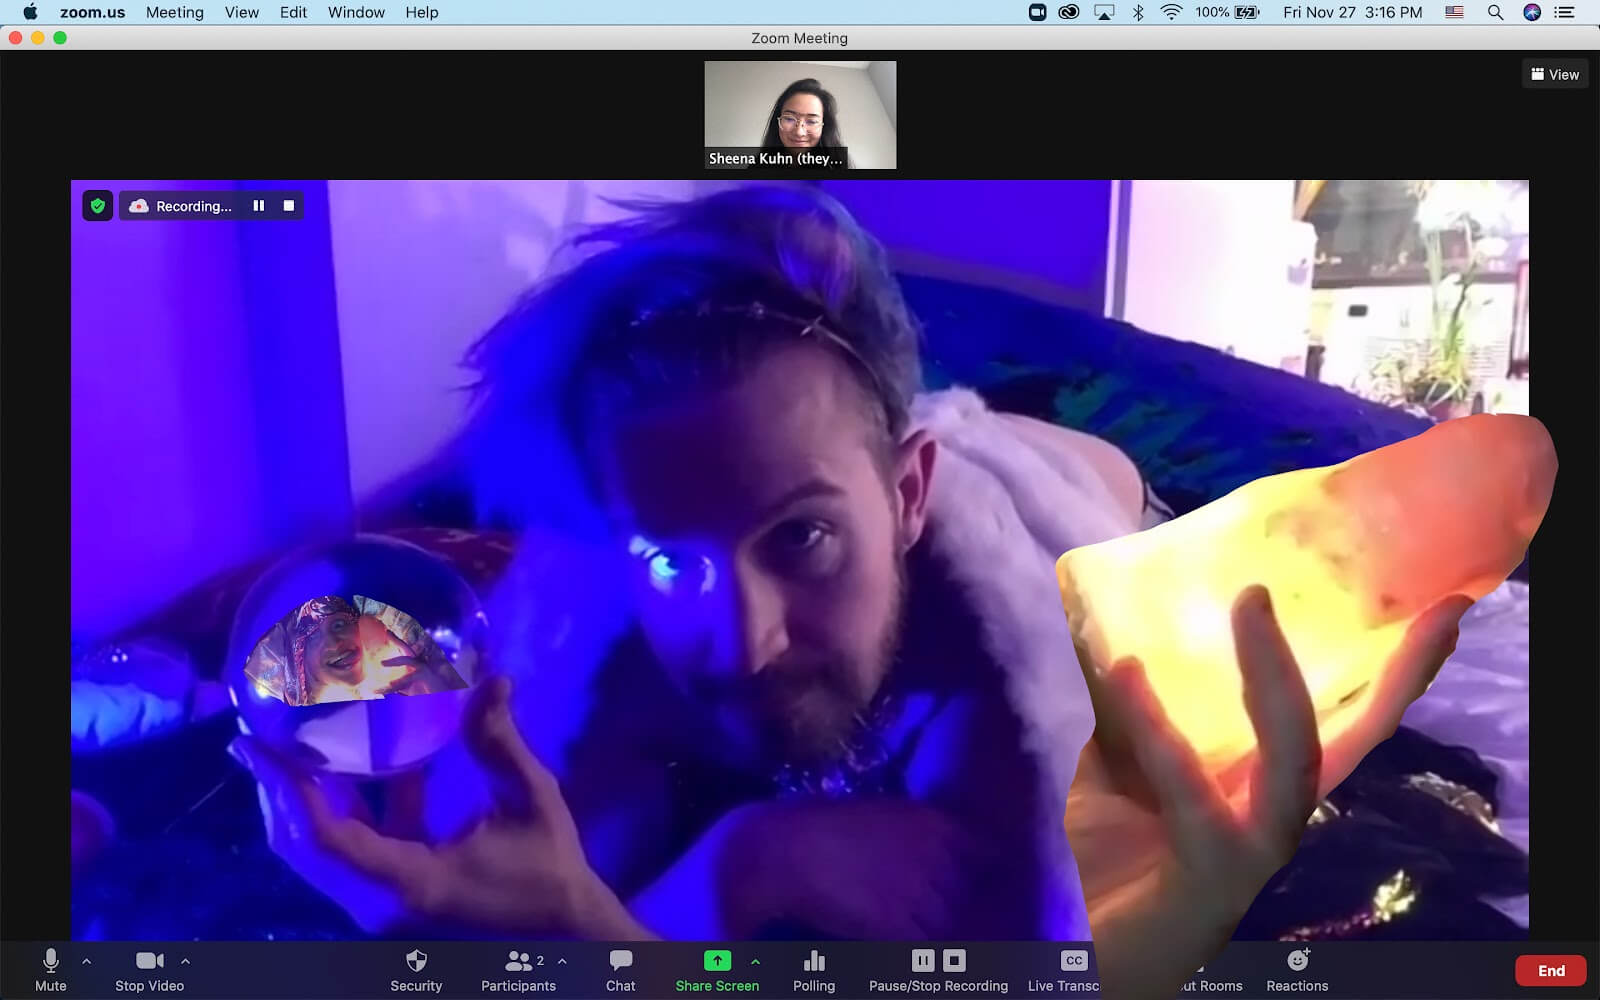 zoom.us Meeting View Edit Window Help 100% Fri Nov 27 3:16 PM
Zoom Meeting
View
Sheena Kuhn (they...
Recording...
Mute
Stop Video
Security
2
Participants
Chat
Share Screen
Polling
Pause/Stop Recording
CC
Live Transc
ut Rooms
Reactions
End